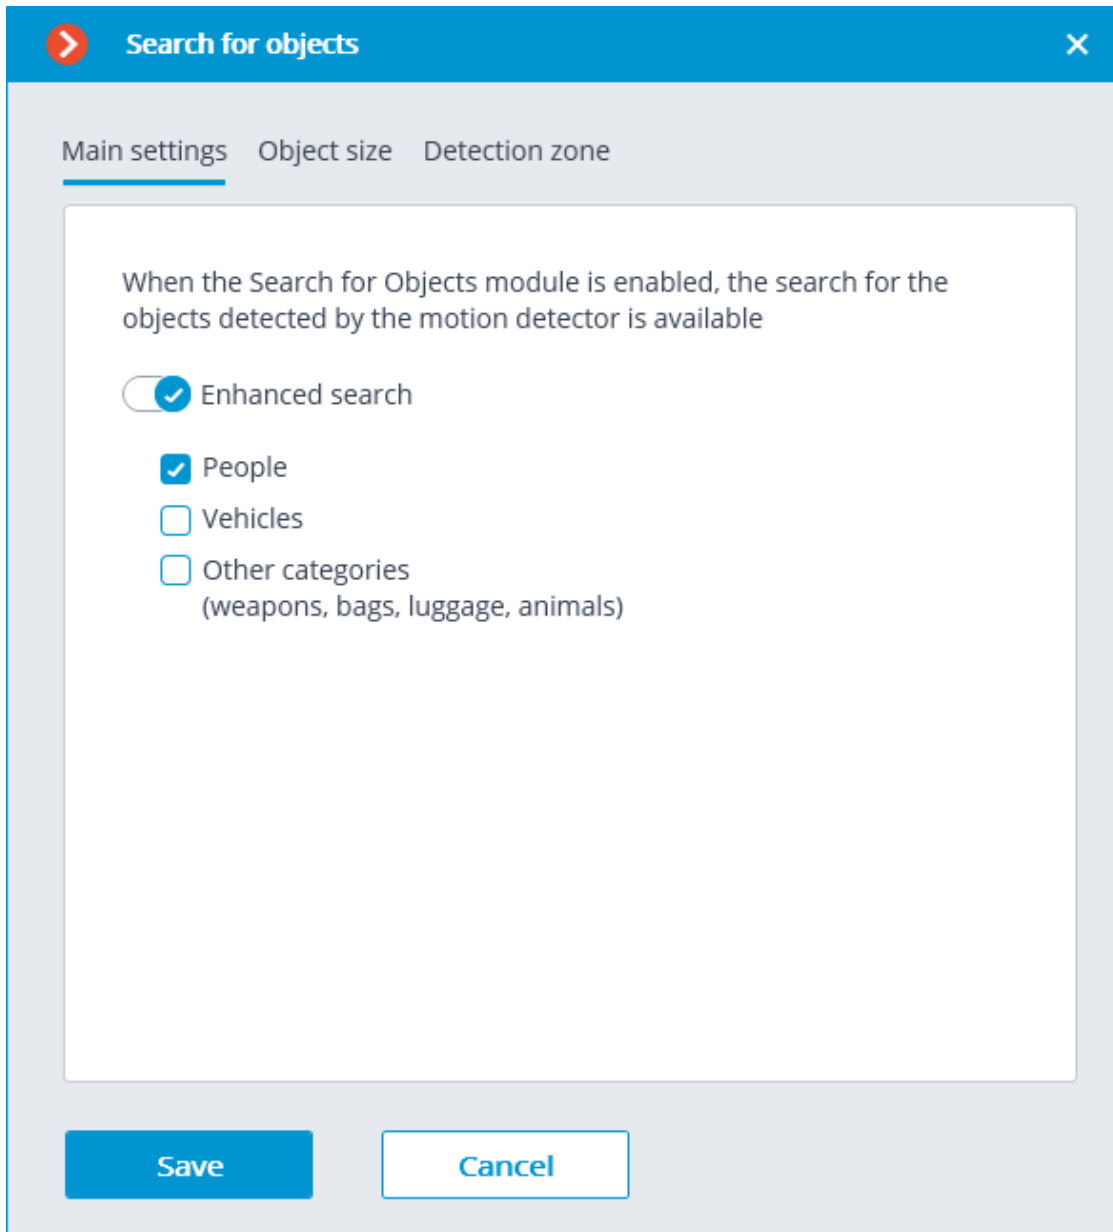 Search for objects
Main settings Object size Detection zone
When the Search for Objects module is enabled, the search for the
objects detected by the motion detector is available
Enhanced search
People
Vehicles
Other categories
(weapons, bags, luggage, animals)
Save Cancel